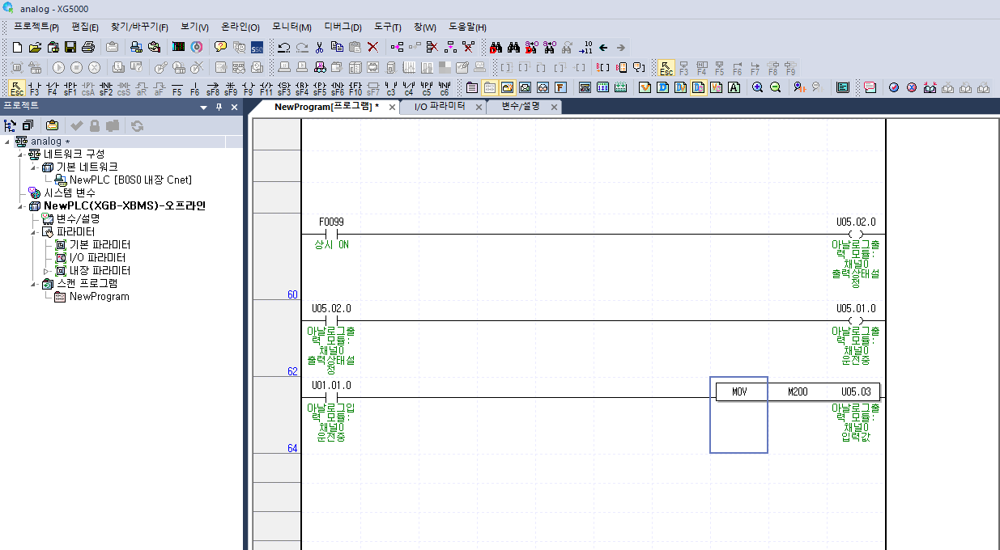 analog - XG5000
프로젝트(P) 편집(E) 찾기/바꾸기(F) 보기(V) 온라인(O) 모니터(M) 디버그(D) 도구(T) 창(W) 도움말(H)
Esc F3 F4 F5 F6 F7 F8 F9
Esc F3 F4 sF1 csA sF2 csS aR aF F5 F6 sF8 sF9 F9 F11 sF3 sF4 sF5 sF6 F10 sF7 c3 c4 c5 c6
프로젝트
NewProgram[프로그램] *
I/O 파라미터
변수/설명
analog *
네트워크 구성
기본 네트워크
NewPLC [B0S0 내장 Cnet]
시스템 변수
NewPLC(XGB-XBMS)-오프라인
변수/설명
파라미터
기본 파라미터
I/O 파라미터
내장 파라미터
스캔 프로그램
NewProgram
F0099
상시 ON
U05.02.0
아날로그출
력 모듈:
채널0
출력상태설
정
60
U05.02.0
아날로그출
력 모듈:
채널0
출력상태설
정
U05.01.0
아날로그출
력 모듈:
채널0
운전중
62
U01.01.0
아날로그입
력 모듈:
채널0
운전중
MOV M200 U05.03
아날로그출
력 모듈:
채널0
입력값
64